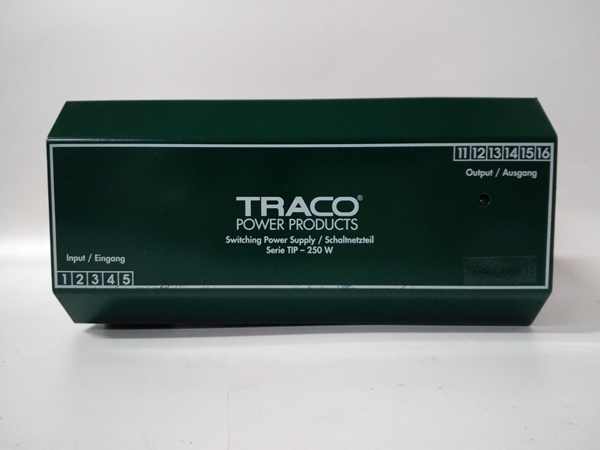 11 12 13 14 15 16
Output / Ausgang
TRACO®
POWER PRODUCTS
Switching Power Supply / Schaltnetzteil
Serie TIP – 250 W
Input / Eingang
1 2 3 4 5